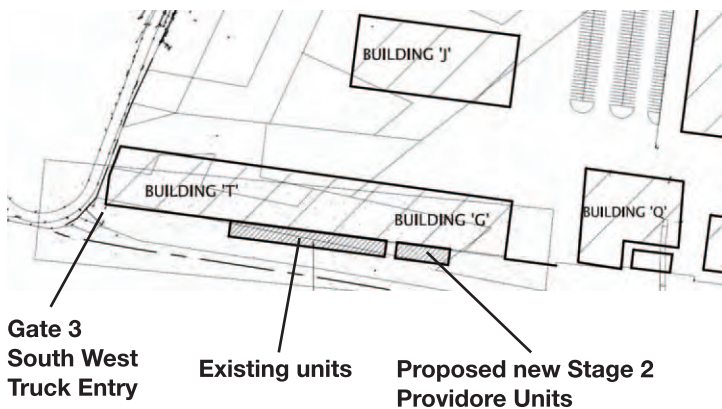 BUILDING 'J'
BUILDING 'T'
BUILDING 'G'
BUILDING 'Q'
Gate 3
South West
Truck Entry
Existing units
Proposed new Stage 2
Providore Units